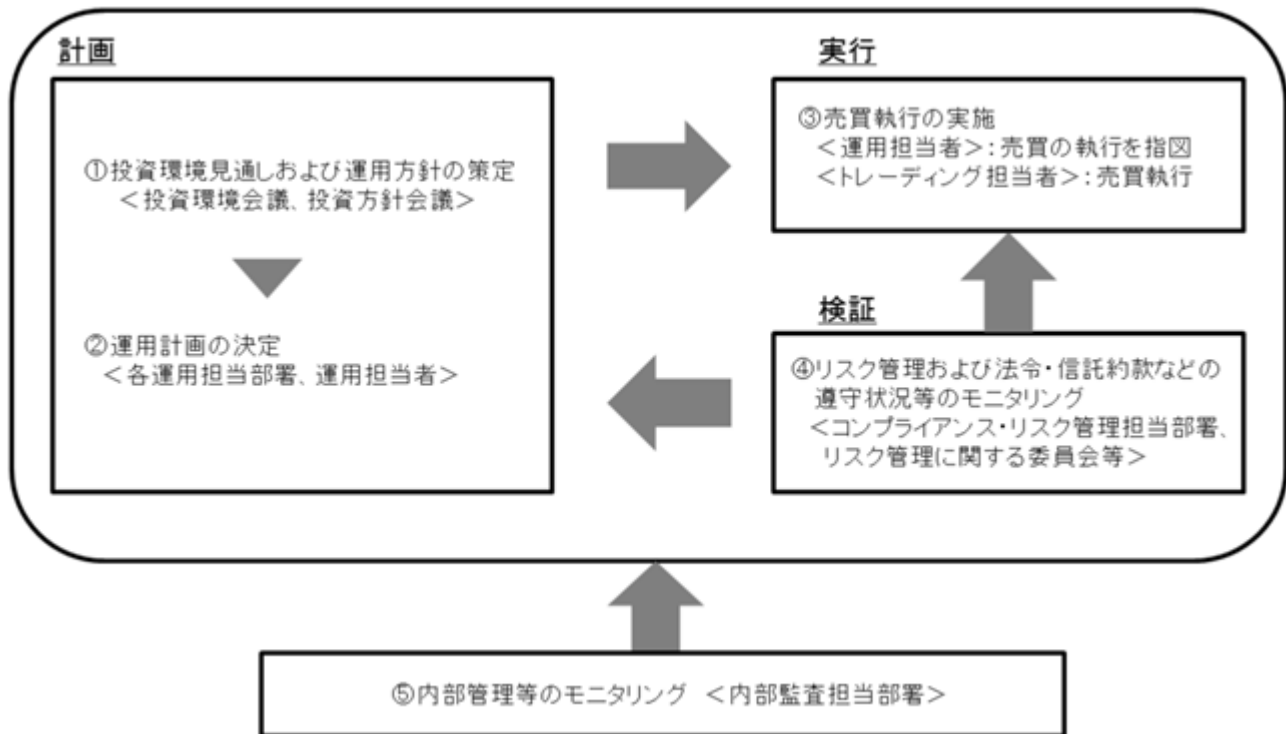 計画
①投資環境見通しおよび運用方針の策定
＜投資環境会議、投資方針会議＞
②運用計画の決定
＜各運用担当部署、運用担当者＞
実行
③売買執行の実施
＜運用担当者＞：売買の執行を指図
＜トレーディング担当者＞：売買執行
検証
④リスク管理および法令・信託約款などの
遵守状況等のモニタリング
＜コンプライアンス・リスク管理担当部署、
リスク管理に関する委員会等＞
⑤内部管理等のモニタリング　＜内部監査担当部署＞